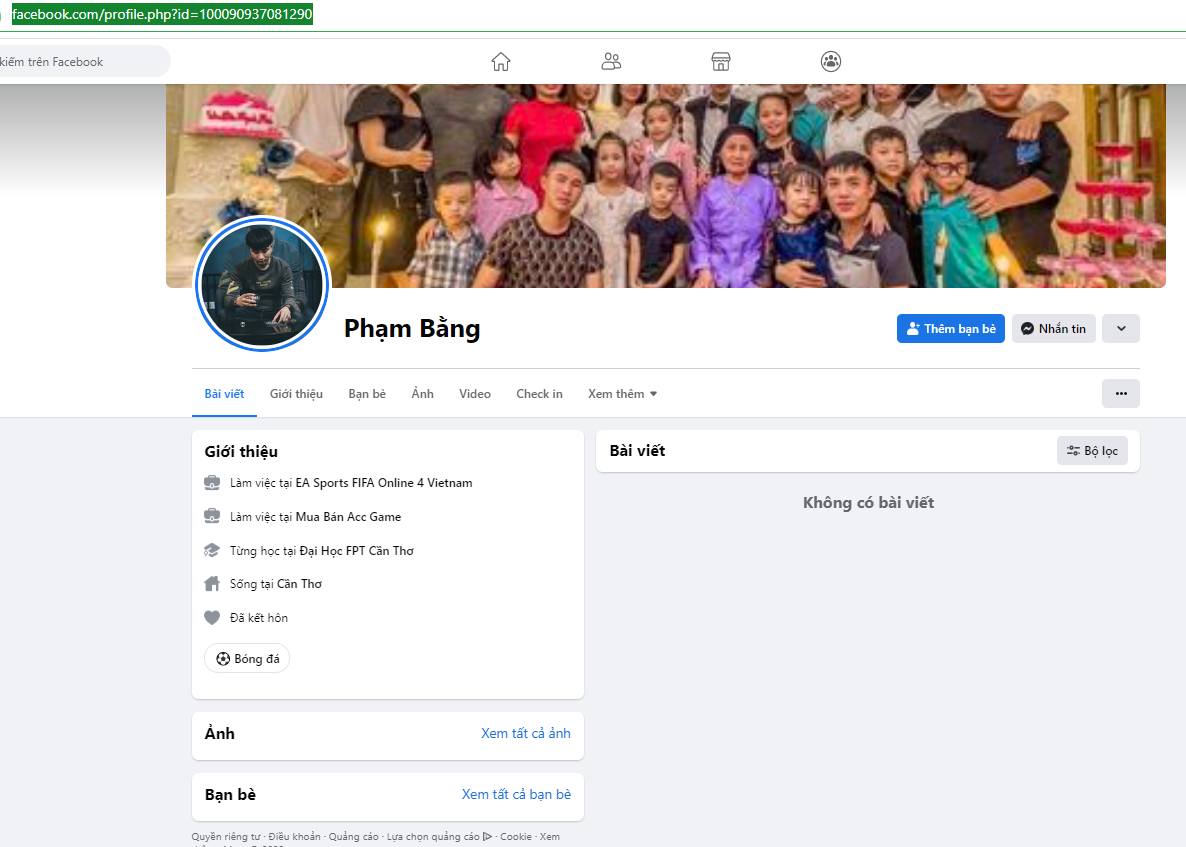 facebook.com/profile.php?id=100090937081290
kiếm trên Facebook
Phạm Bằng
Thêm bạn bè
Nhắn tin
Bài viết
Giới thiệu
Bạn bè
Ảnh
Video
Check in
Xem thêm
Giới thiệu
Làm việc tại EA Sports FIFA Online 4 Vietnam
Làm việc tại Mua Bán Acc Game
Từng học tại Đại Học FPT Cần Thơ
Sống tại Cần Thơ
Đã kết hôn
Bóng đá
Ảnh
Xem tất cả ảnh
Bạn bè
Xem tất cả bạn bè
Quyền riêng tư · Điều khoản · Quảng cáo · Lựa chọn quảng cáo · Cookie · Xem
Bài viết
Bộ lọc
Không có bài viết